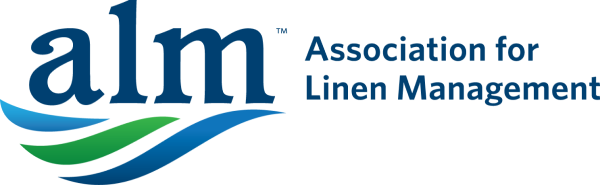 alm™
Association for
Linen Management